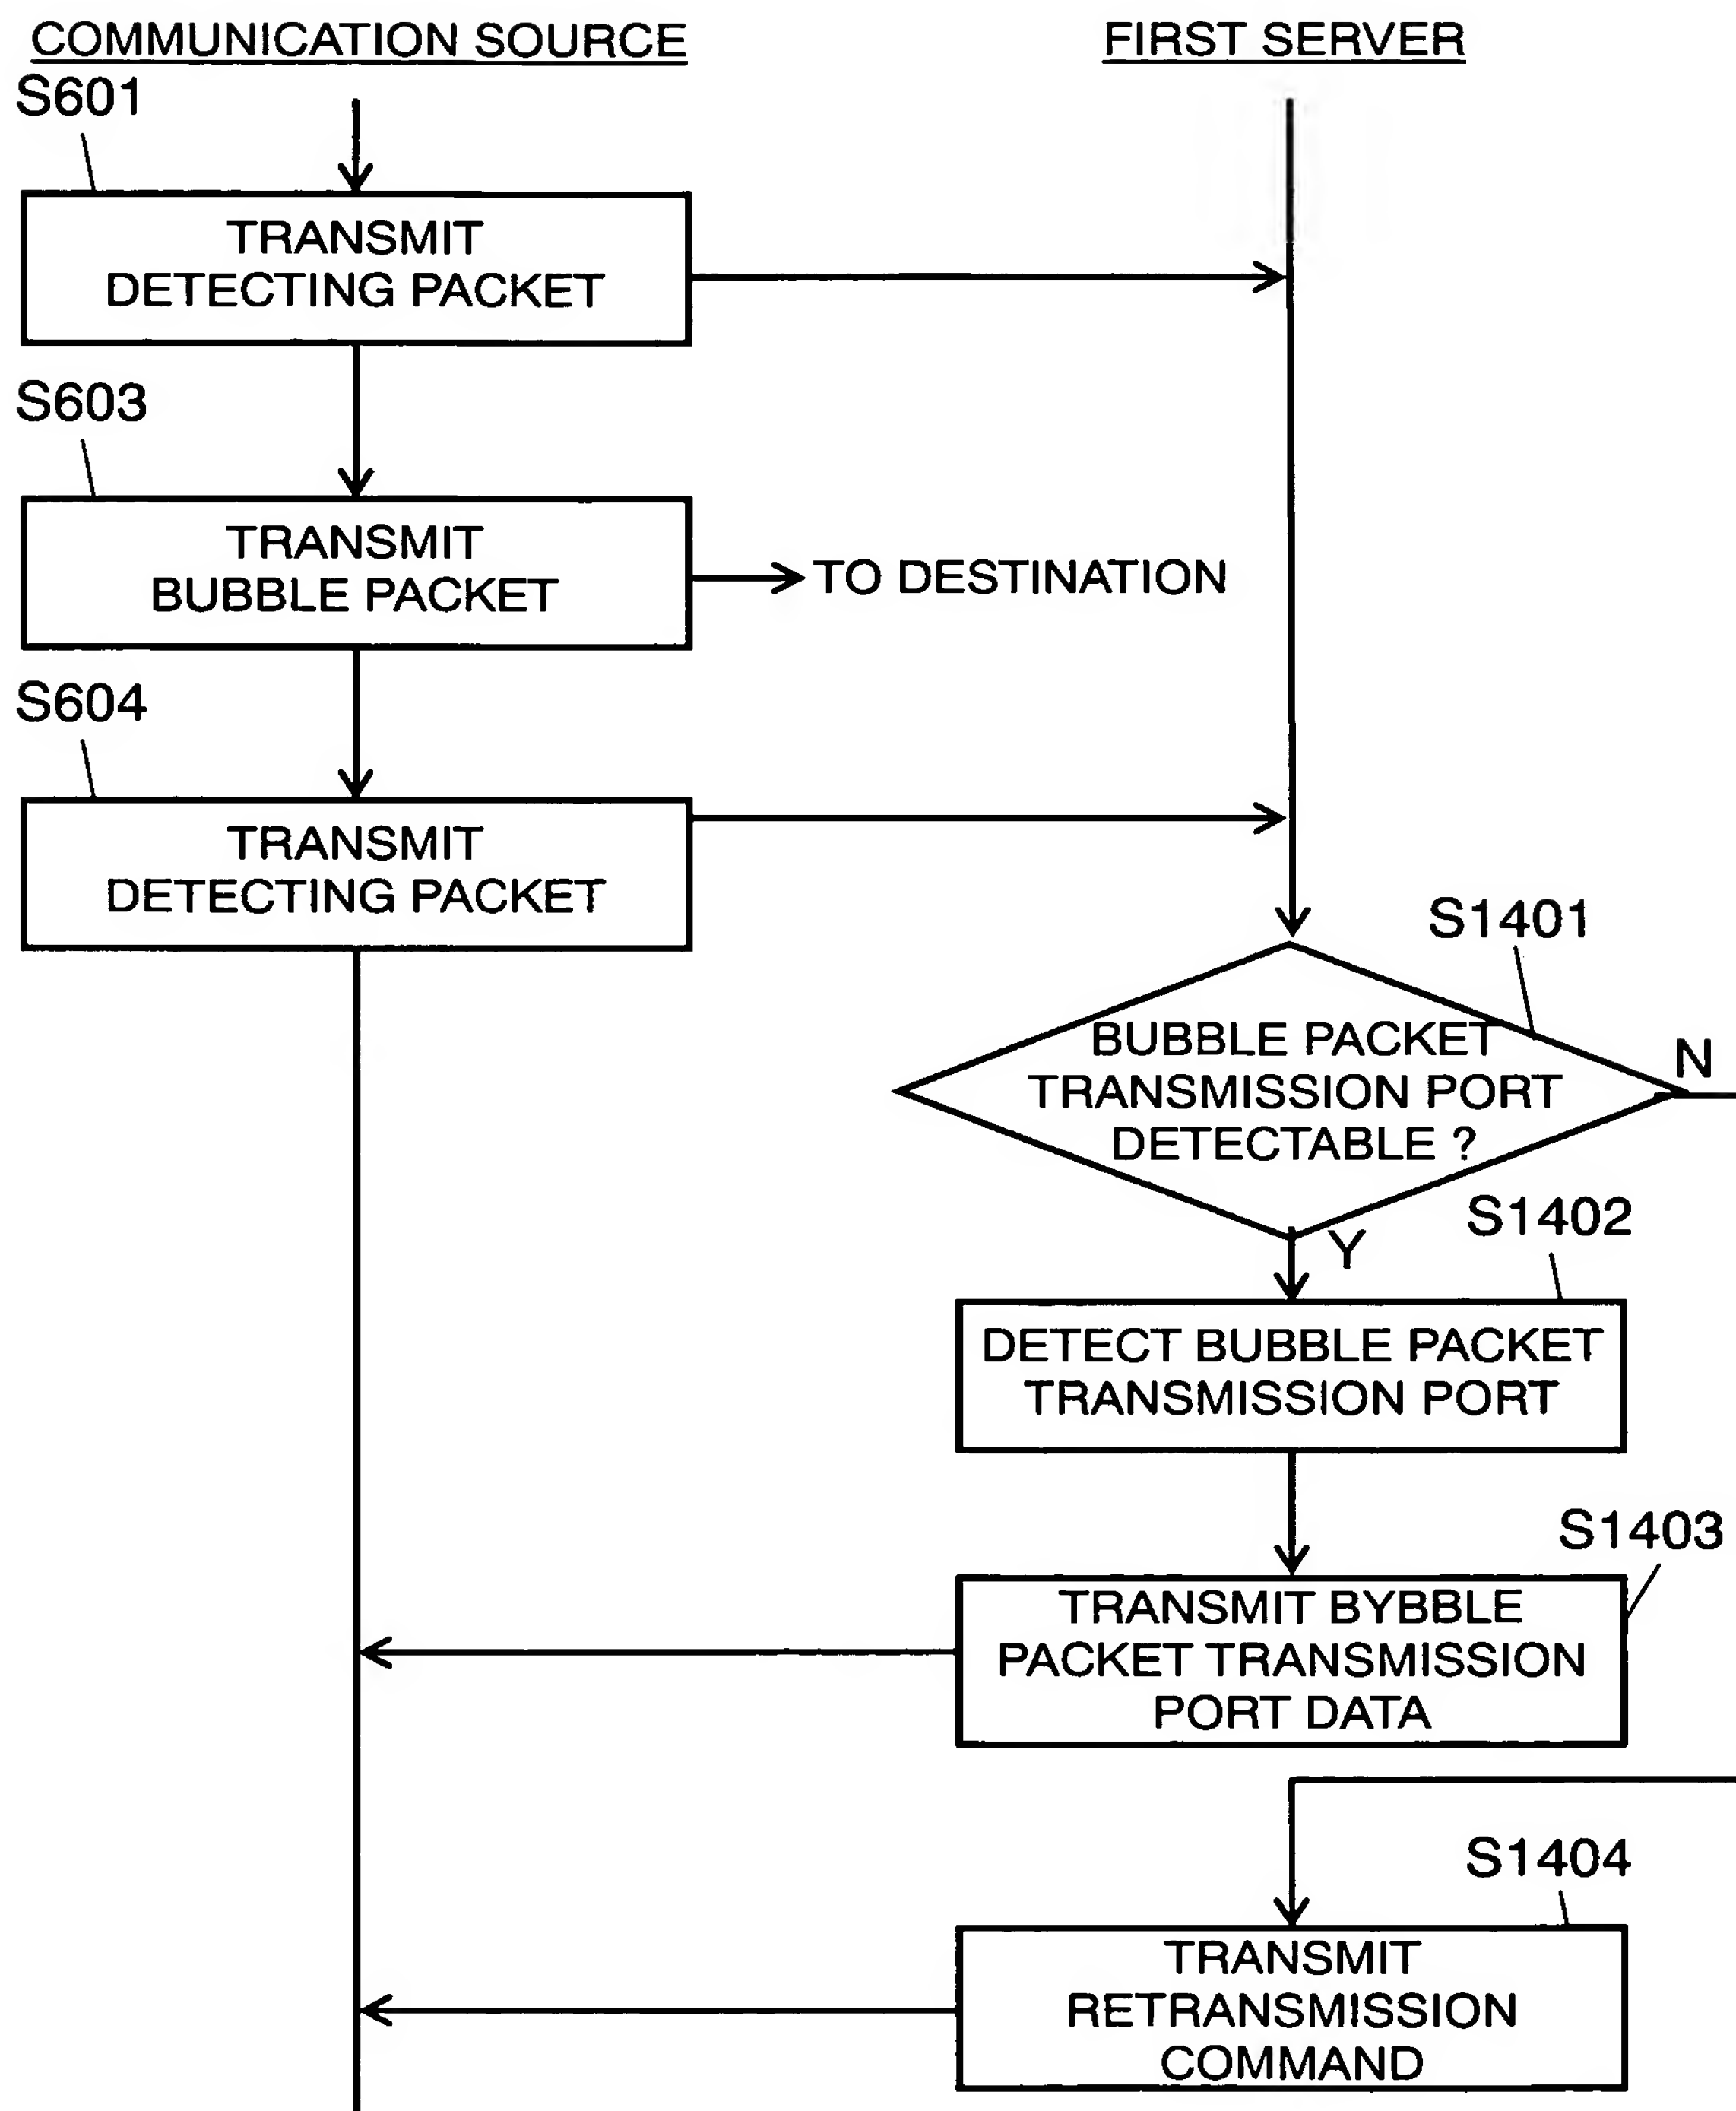 COMMUNICATION SOURCE
FIRST SERVER
S601
TRANSMIT
DETECTING PACKET
S603
TRANSMIT
BUBBLE PACKET
TO DESTINATION
S604
TRANSMIT
DETECTING PACKET
S1401
BUBBLE PACKET
TRANSMISSION PORT
DETECTABLE ?
N
Y
S1402
DETECT BUBBLE PACKET
TRANSMISSION PORT
S1403
TRANSMIT BYBBLE
PACKET TRANSMISSION
PORT DATA
S1404
TRANSMIT
RETRANSMISSION
COMMAND